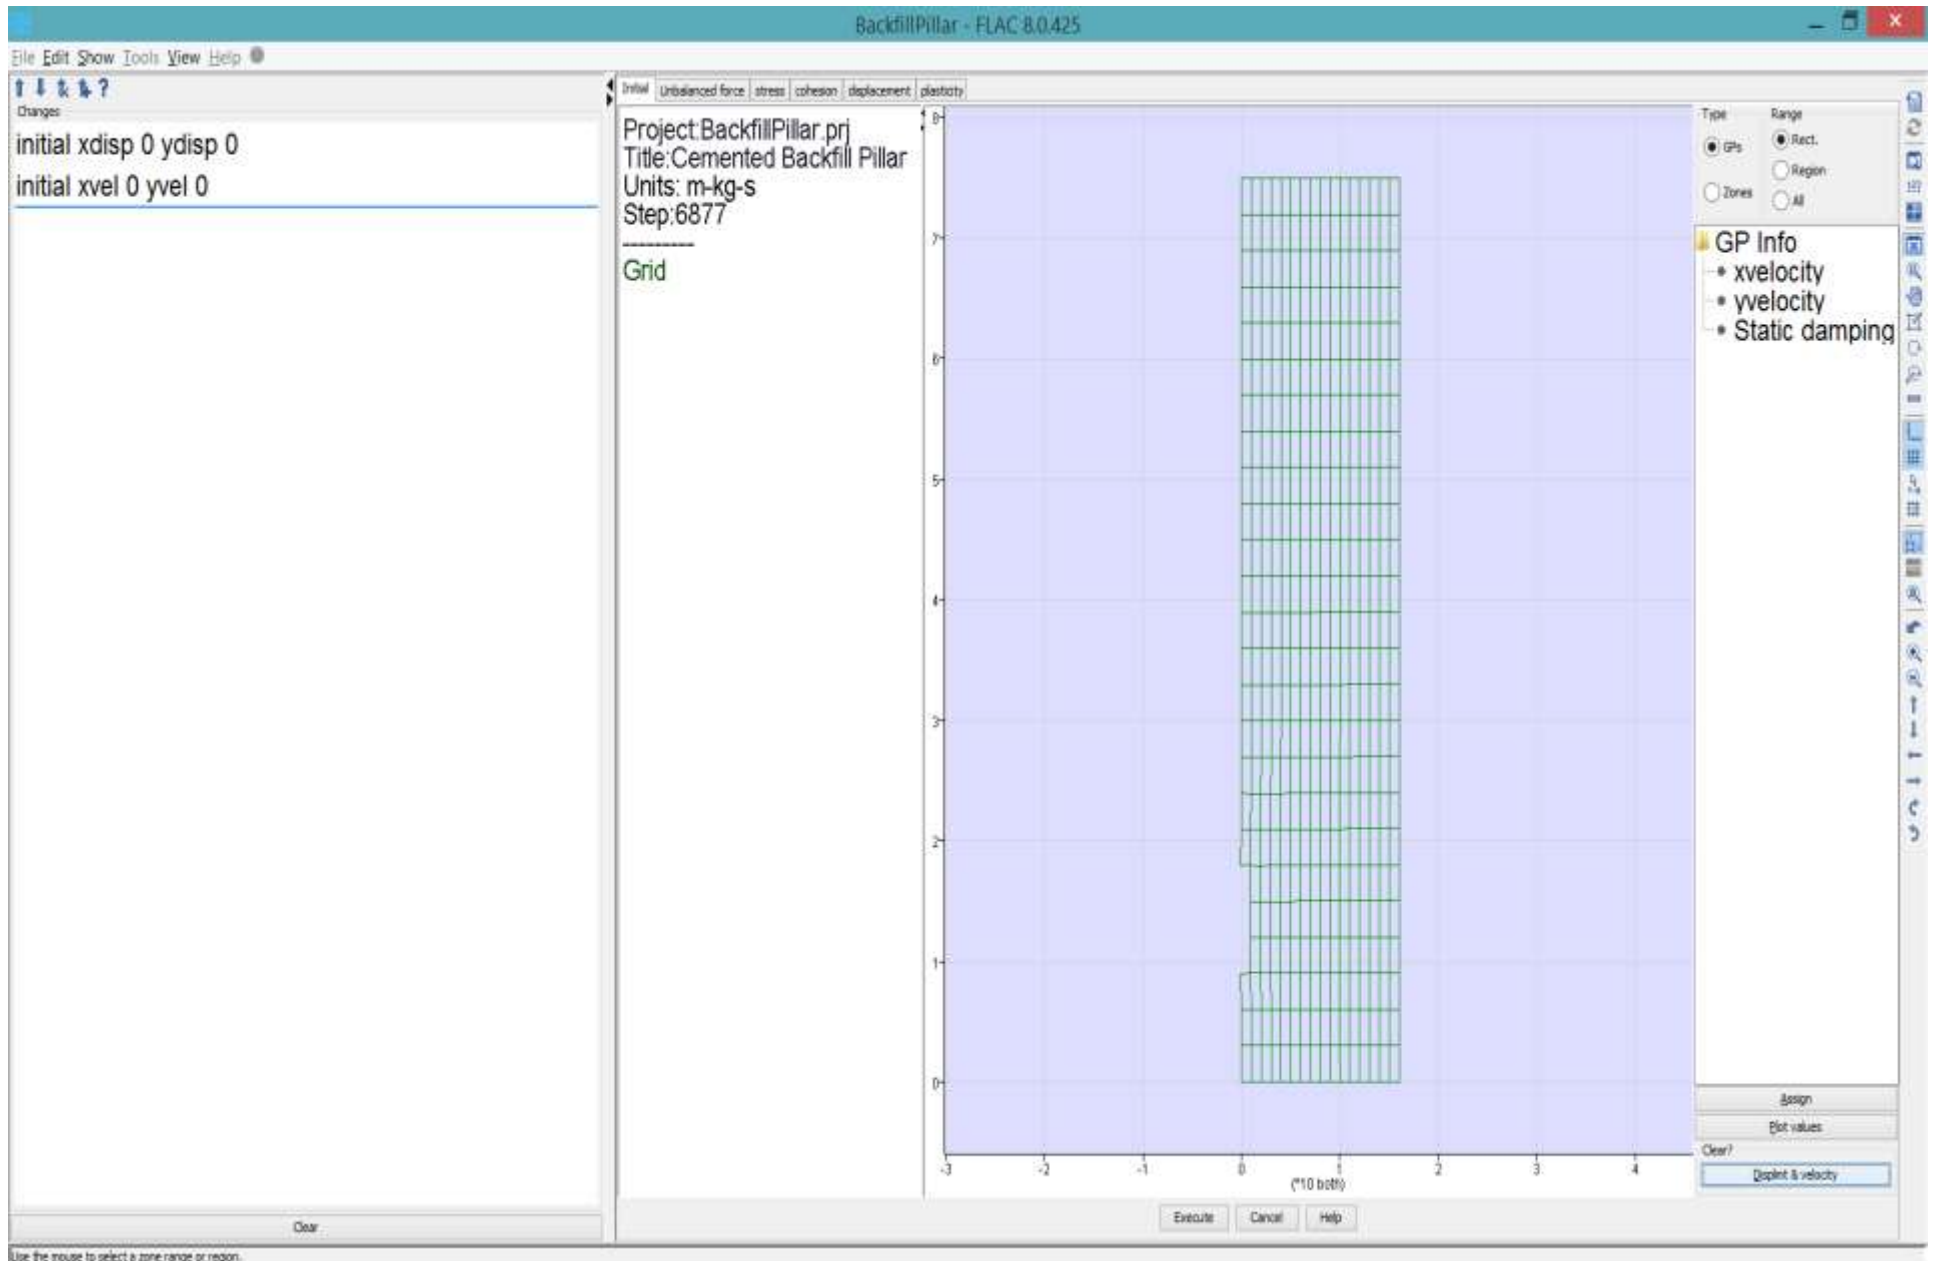 BackfillPillar - FLAC 8.0.425
File Edit Show Tools View Help
?
Changes
initial xdisp 0 ydisp 0
initial xvel 0 yvel 0
Clear
Use the mouse to select a zone range or region.
Initial Unbalanced force stress cohesion displacement plasticity
Project:BackfillPillar.prj
Title:Cemented Backfill Pillar
Units: m-kg-s
Step:6877
---------
Grid
8
7
6
5
4
3
2
1
0
-3 -2 -1 0 1 2 3 4
(*10 both)
Execute Cancel Help
Type Range
GPs Rect.
Region
Zones All
GP Info
xvelocity
yvelocity
Static damping
Assign
Plot values
Clear?
Displmt & velocity